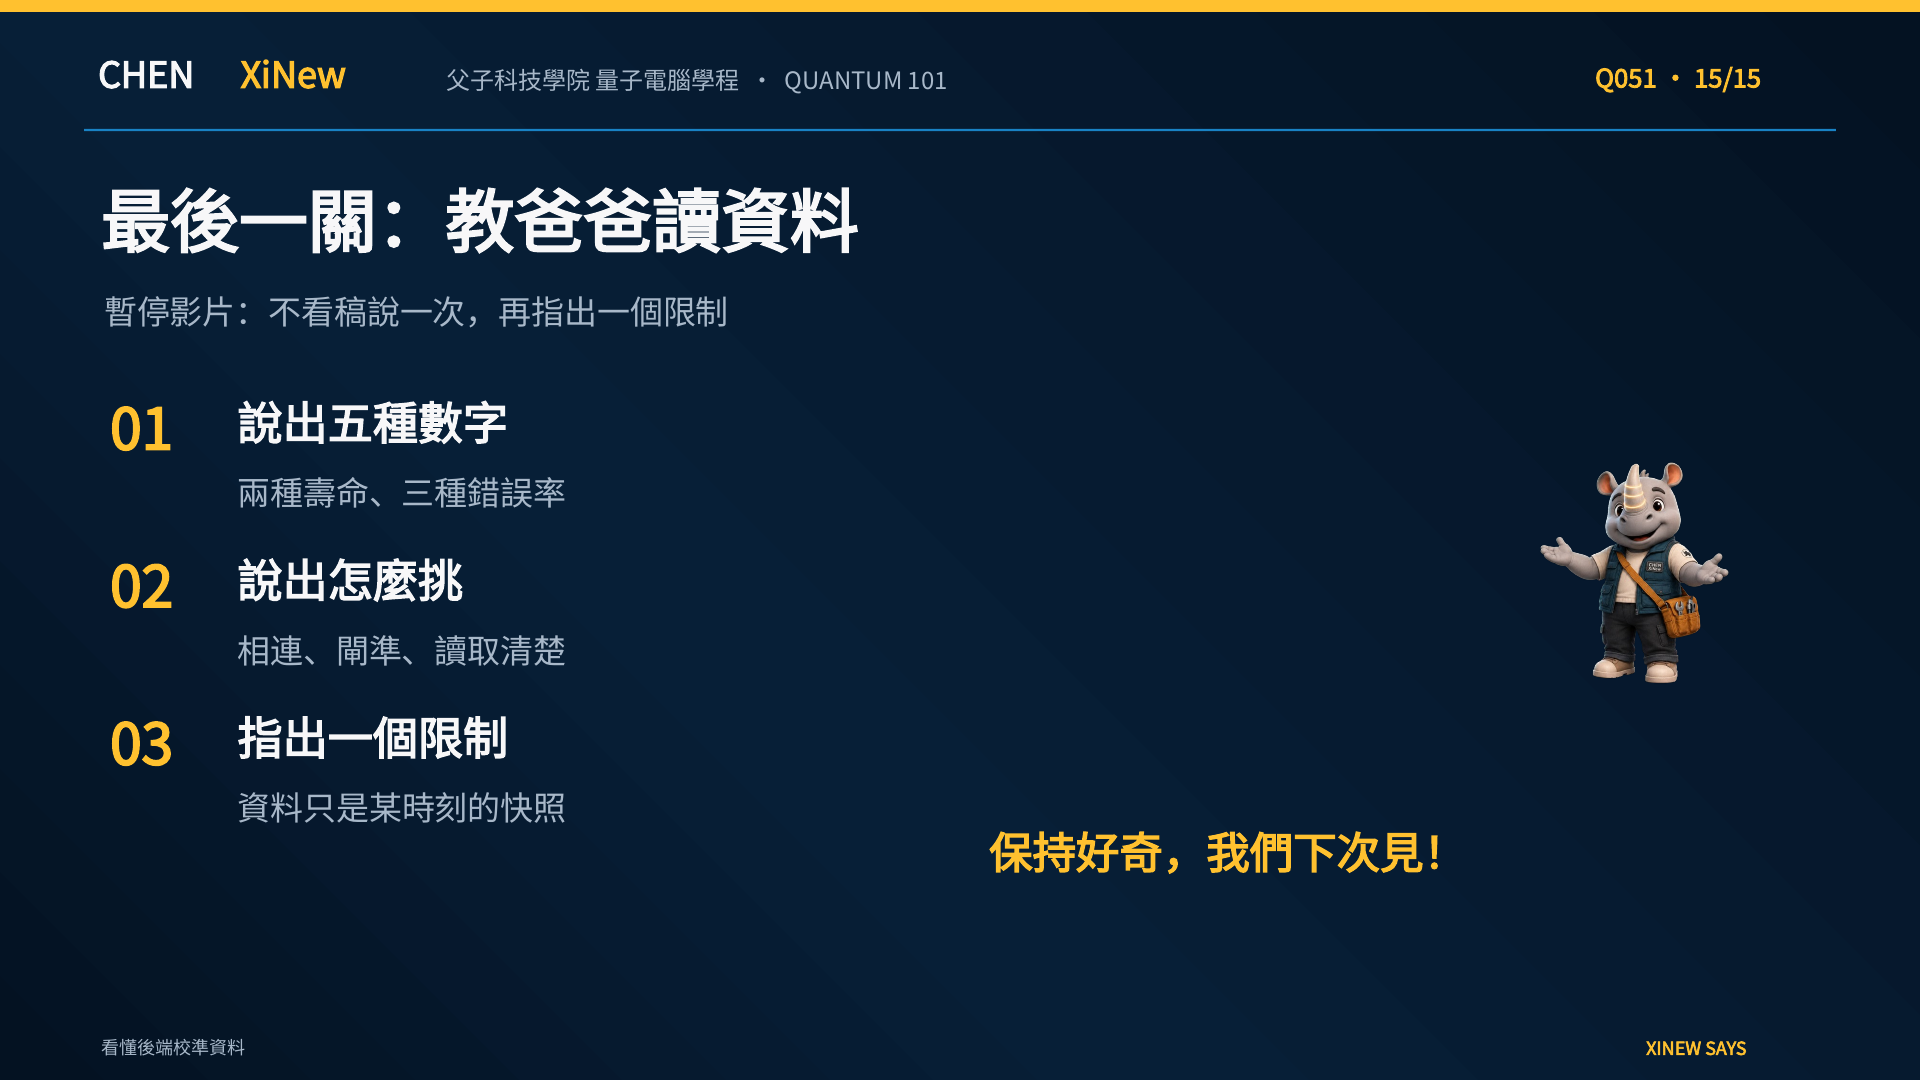 CHEN XiNew 父子科技學院 量子電腦學程 · QUANTUM 101 Q051 · 15/15
最後一關：教爸爸讀資料
暫停影片：不看稿說一次，再指出一個限制
01 說出五種數字
兩種壽命、三種錯誤率
02 說出怎麼挑
相連、閘準、讀取清楚
03 指出一個限制
資料只是某時刻的快照
保持好奇，我們下次見！
看懂後端校準資料 XINEW SAYS
CHEN
XiNew